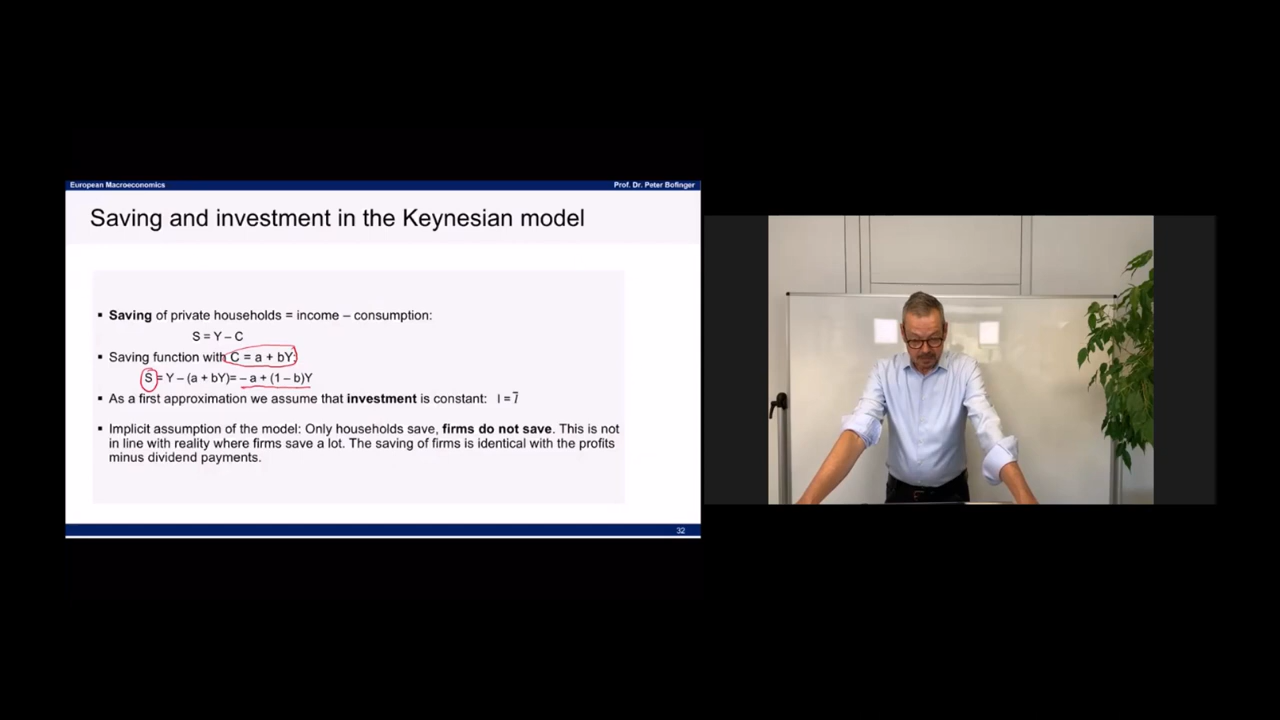 European Macroeconomics
Prof. Dr. Peter Bofinger
Saving and investment in the Keynesian model
▪ Saving of private households = income – consumption:
S = Y – C
▪ Saving function with C = a + bY:
S = Y – (a + bY)= – a + (1 – b)Y
▪ As a first approximation we assume that investment is constant: I = Ī
▪ Implicit assumption of the model: Only households save, firms do not save. This is not
in line with reality where firms save a lot. The saving of firms is identical with the profits
minus dividend payments.
32